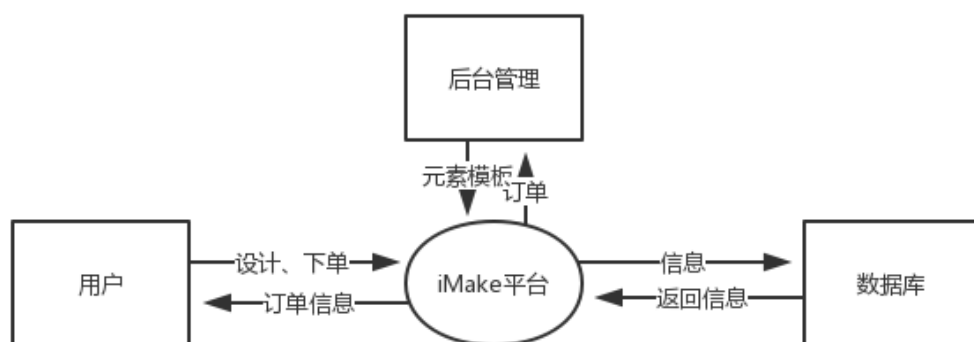 后台管理
元素模板
订单
用户
设计、下单
订单信息
iMake平台
信息
返回信息
数据库